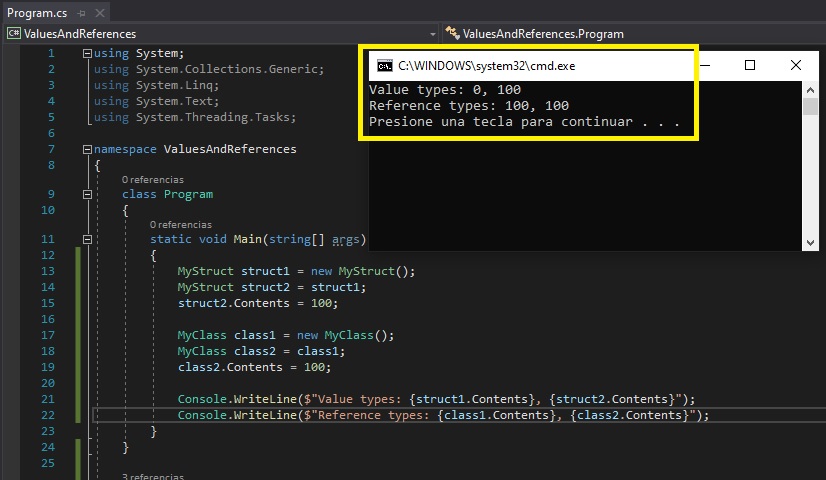 Program.cs
C# ValuesAndReferences
ValuesAndReferences.Program
1 using System;
2 using System.Collections.Generic;
3 using System.Linq;
4 using System.Text;
5 using System.Threading.Tasks;
6
7 namespace ValuesAndReferences
8 {
0 referencias
9 class Program
10 {
0 referencias
11 static void Main(string[] args)
12 {
13 MyStruct struct1 = new MyStruct();
14 MyStruct struct2 = struct1;
15 struct2.Contents = 100;
16
17 MyClass class1 = new MyClass();
18 MyClass class2 = class1;
19 class2.Contents = 100;
20
21 Console.WriteLine($"Value types: {struct1.Contents}, {struct2.Contents}");
22 Console.WriteLine($"Reference types: {class1.Contents}, {class2.Contents}");
23 }
24 }
25
3 referencias
C:\WINDOWS\system32\cmd.exe
Value types: 0, 100
Reference types: 100, 100
Presione una tecla para continuar . . .